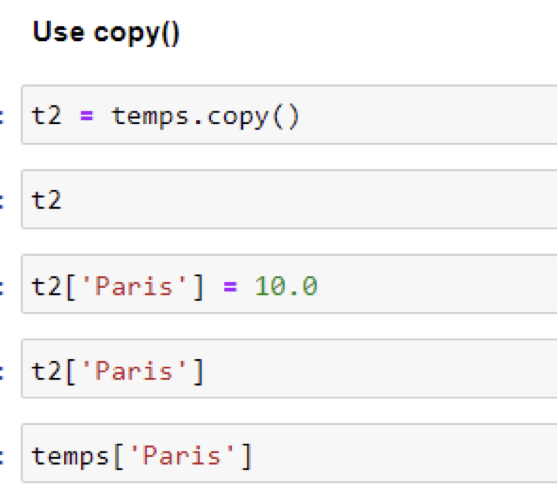 Use copy()
: t2 = temps.copy()
: t2
: t2['Paris'] = 10.0
: t2['Paris']
: temps['Paris']